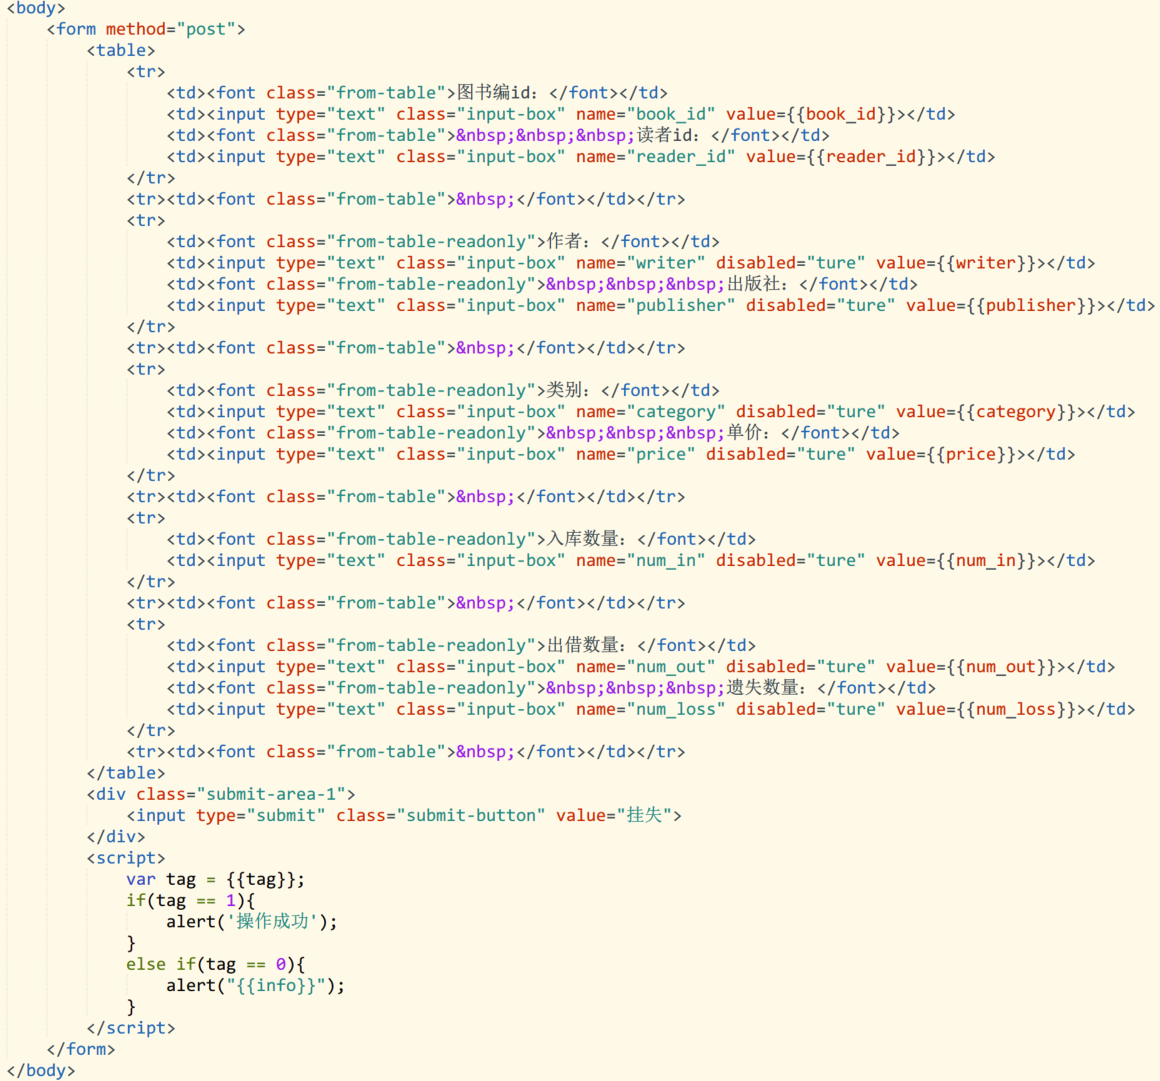 <body>
<form method="post">
<table>
<tr>
<td><font class="from-table">图书编id: </font></td>
<td><input type="text" class="input-box" name="book_id" value={{book_id}}></td>
<td><font class="from-table">&nbsp;&nbsp;&nbsp;读者id: </font></td>
<td><input type="text" class="input-box" name="reader_id" value={{reader_id}}></td>
</tr>
<tr><td><font class="from-table">&nbsp;</font></td></tr>
<tr>
<td><font class="from-table-readonly">作者: </font></td>
<td><input type="text" class="input-box" name="writer" disabled="ture" value={{writer}}></td>
<td><font class="from-table-readonly">&nbsp;&nbsp;&nbsp;出版社: </font></td>
<td><input type="text" class="input-box" name="publisher" disabled="ture" value={{publisher}}></td>
</tr>
<tr><td><font class="from-table">&nbsp;</font></td></tr>
<tr>
<td><font class="from-table-readonly">类别: </font></td>
<td><input type="text" class="input-box" name="category" disabled="ture" value={{category}}></td>
<td><font class="from-table-readonly">&nbsp;&nbsp;&nbsp;单价: </font></td>
<td><input type="text" class="input-box" name="price" disabled="ture" value={{price}}></td>
</tr>
<tr><td><font class="from-table">&nbsp;</font></td></tr>
<tr>
<td><font class="from-table-readonly">入库数量: </font></td>
<td><input type="text" class="input-box" name="num_in" disabled="ture" value={{num_in}}></td>
</tr>
<tr><td><font class="from-table">&nbsp;</font></td></tr>
<tr>
<td><font class="from-table-readonly">出借数量: </font></td>
<td><input type="text" class="input-box" name="num_out" disabled="ture" value={{num_out}}></td>
<td><font class="from-table-readonly">&nbsp;&nbsp;&nbsp;遗失数量: </font></td>
<td><input type="text" class="input-box" name="num_loss" disabled="ture" value={{num_loss}}></td>
</tr>
<tr><td><font class="from-table">&nbsp;</font></td></tr>
</table>
<div class="submit-area-1">
<input type="submit" class="submit-button" value="挂失">
</div>
<script>
var tag = {{tag}};
if(tag == 1){
alert('操作成功');
}
else if(tag == 0){
alert("{{info}}");
}
</script>
</form>
</body>